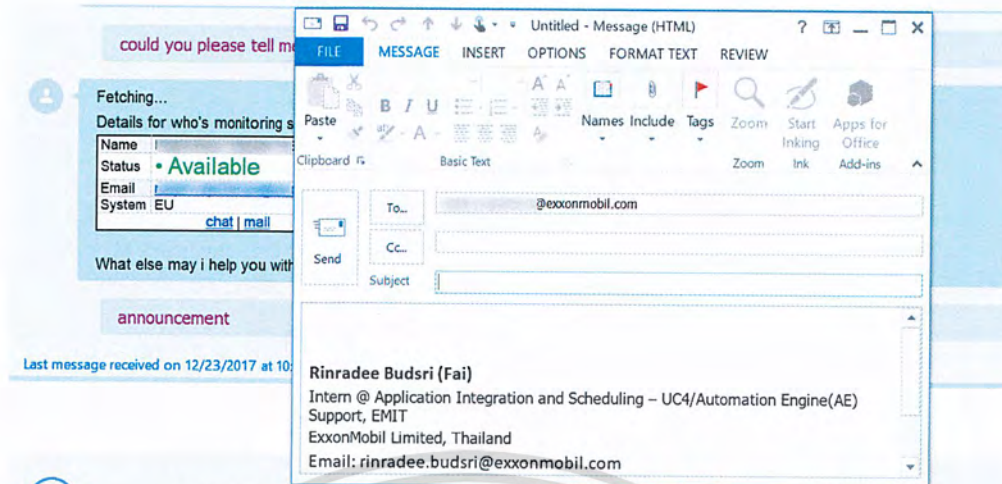 could you please tell me
Fetching...
Details for who's monitoring s
Name
Status • Available
Email
System EU
chat | mail
What else may i help you with
announcement
Last message received on 12/23/2017 at 10:
Untitled - Message (HTML)
FILE MESSAGE INSERT OPTIONS FORMAT TEXT REVIEW
Paste
B I U
A A
A
Names Include Tags Zoom Start Inking Apps for Office
Clipboard Basic Text Zoom Ink Add-ins
Send
To... @exxonmobil.com
Cc...
Subject
Rinradee Budsri (Fai)
Intern @ Application Integration and Scheduling – UC4/Automation Engine(AE)
Support, EMIT
ExxonMobil Limited, Thailand
Email: rinradee.budsri@exxonmobil.com